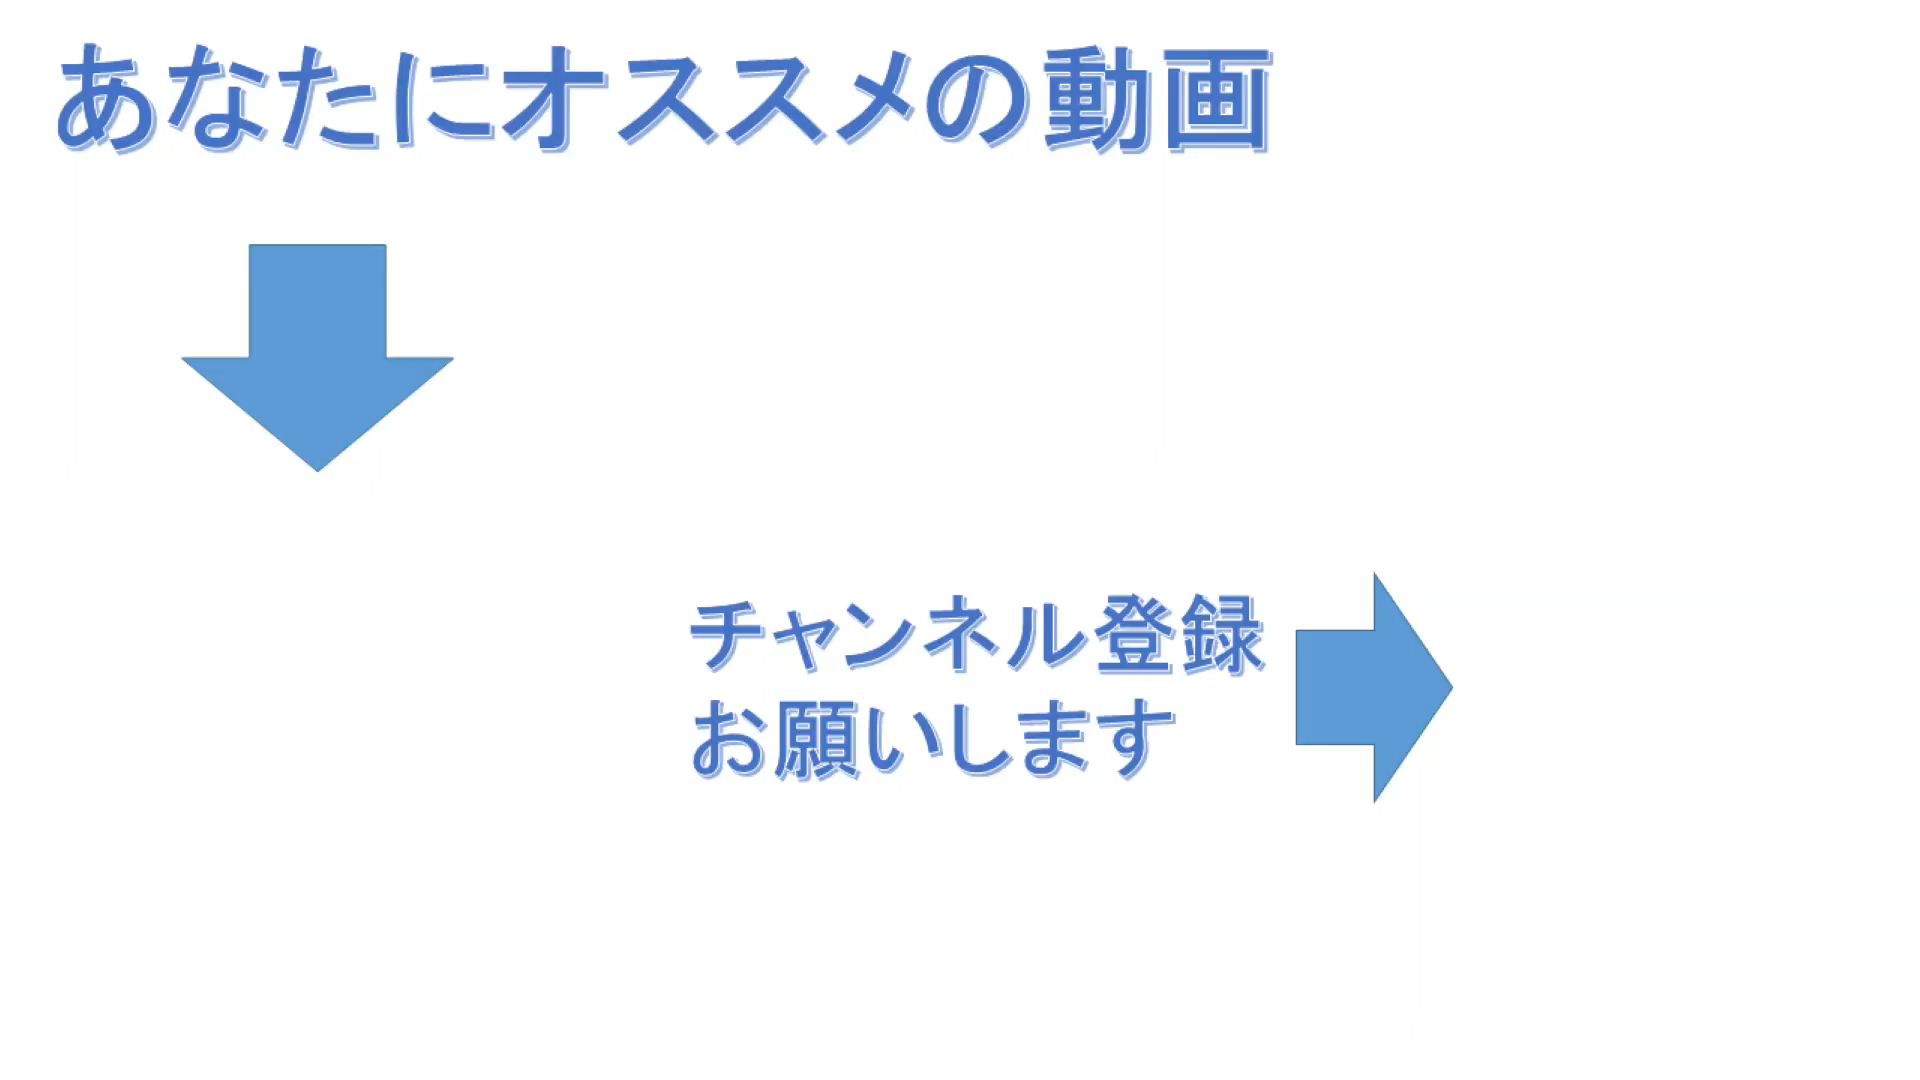 あなたにオススメの動画
チャンネル登録
お願いします